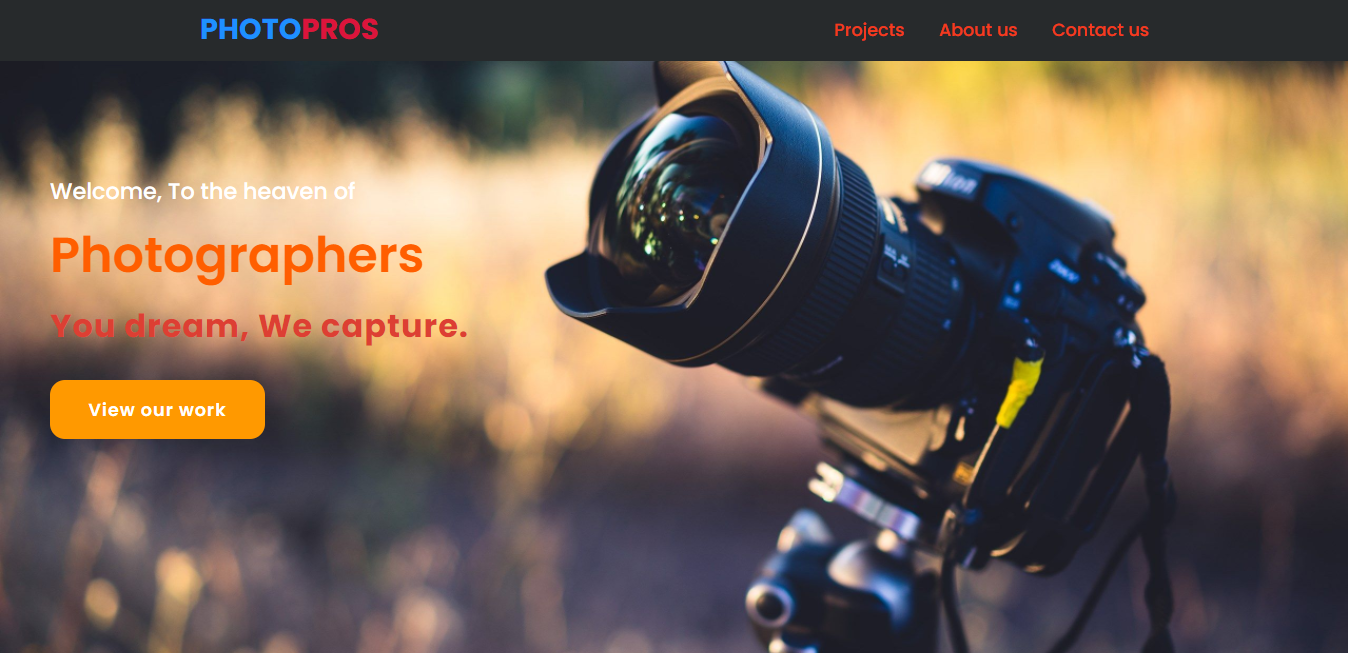 PHOTOPROS
Projects About us Contact us
Welcome, To the heaven of
Photographers
You dream, We capture.
View our work